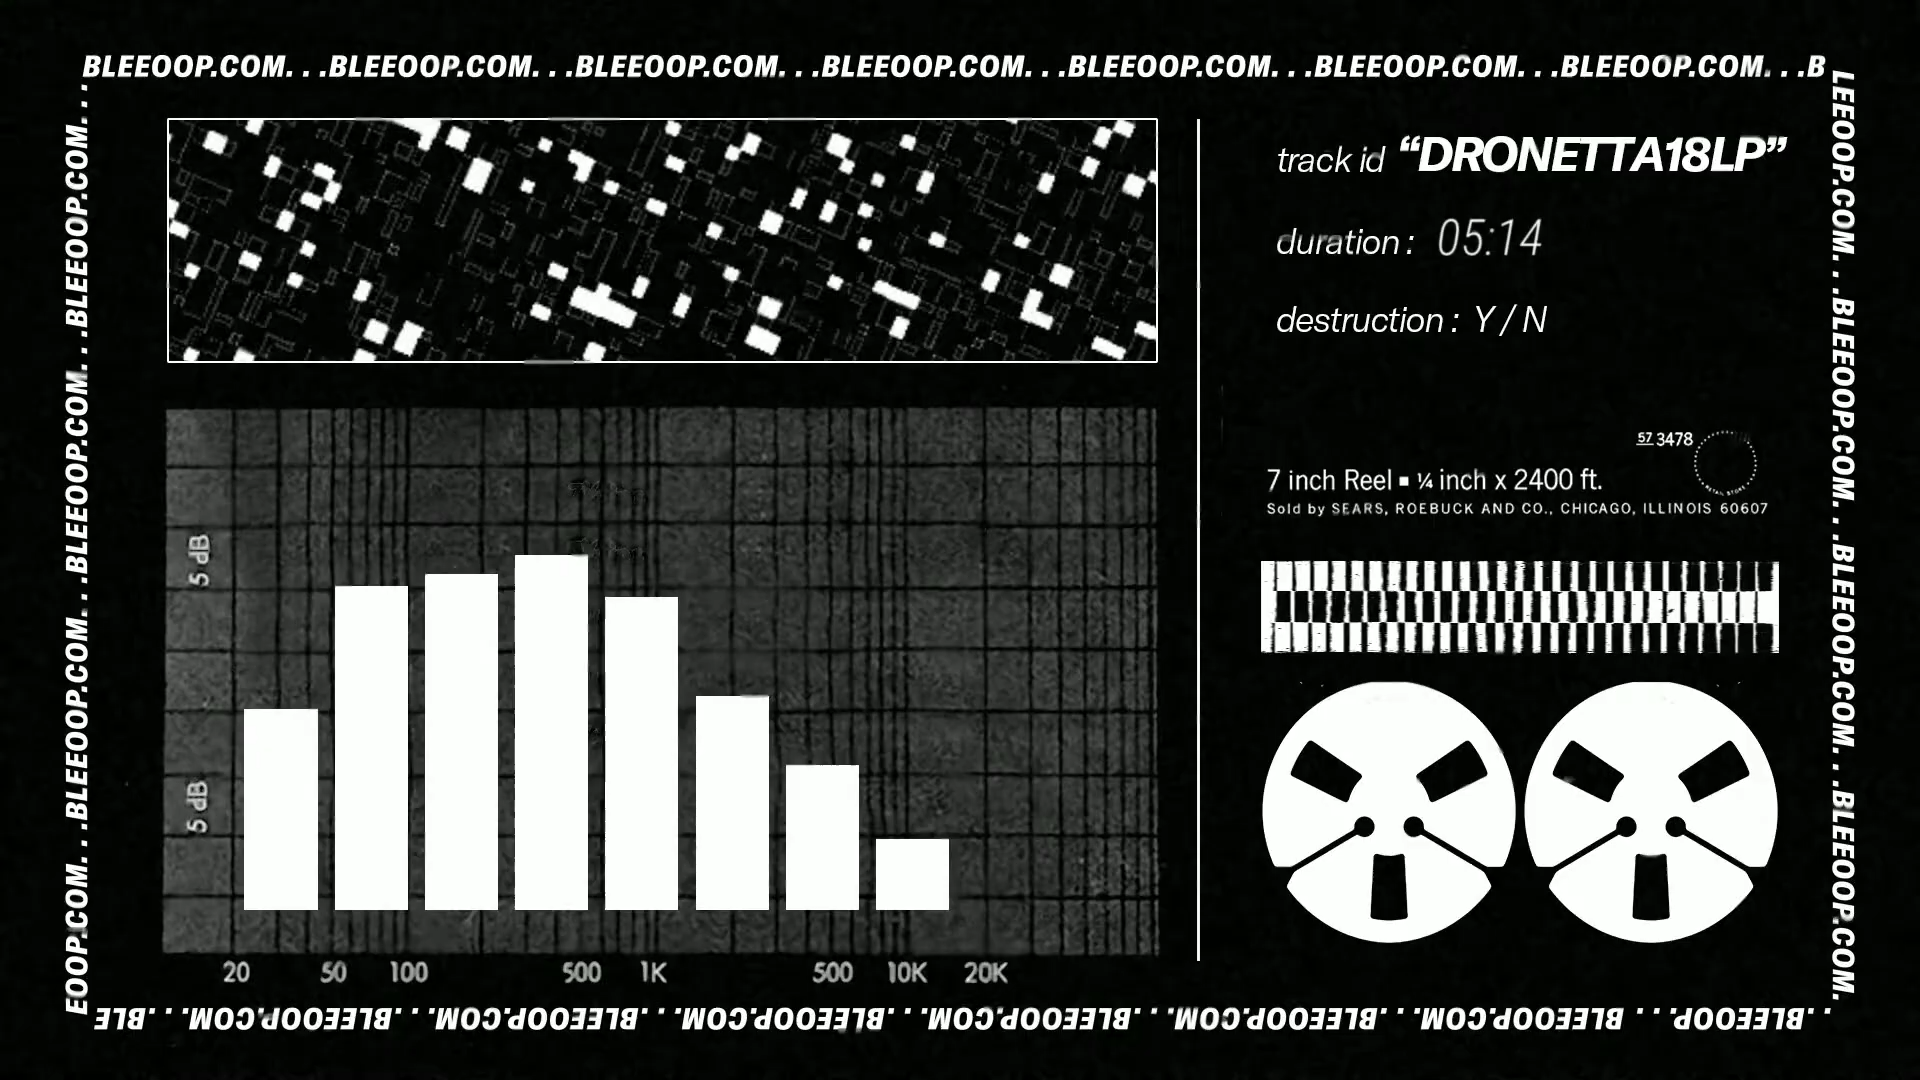 BLEEOOP.COM. . .BLEEOOP.COM. . .BLEEOOP.COM. . .BLEEOOP.COM. . .BLEEOOP.COM. . .BLEEOOP.COM. . .BLEEOOP.COM. . .B
LEEOOP.COM. . .BLEEOOP.COM. . .BLEEOOP.COM. . .BLEEOOP.COM.
. .BLEEOOP.COM. . .BLEEOOP.COM. . .BLEEOOP.COM. . .BLEEOOP.COM. . .BLEEOOP.COM. . .BLEEOOP.COM. . .BLE
EOOP.COM. . .BLEEOOP.COM. . .BLEEOOP.COM. . .BLEEOOP.COM. . .
track id “DRONETTA18LP”
duration : 05:14
destruction : Y / N
57 3478
7 inch Reel ▪ ¼ inch x 2400 ft.
Sold by SEARS, ROEBUCK AND CO., CHICAGO, ILLINOIS 60607
5 dB
5 dB
20 50 100 500 1K 500 10K 20K